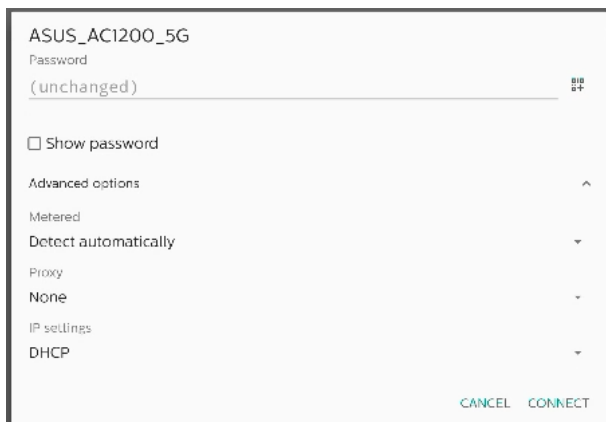 ASUS_AC1200_5G
Password
(unchanged)
Show password
Advanced options
Metered
Detect automatically
Proxy
None
IP settings
DHCP
CANCEL CONNECT